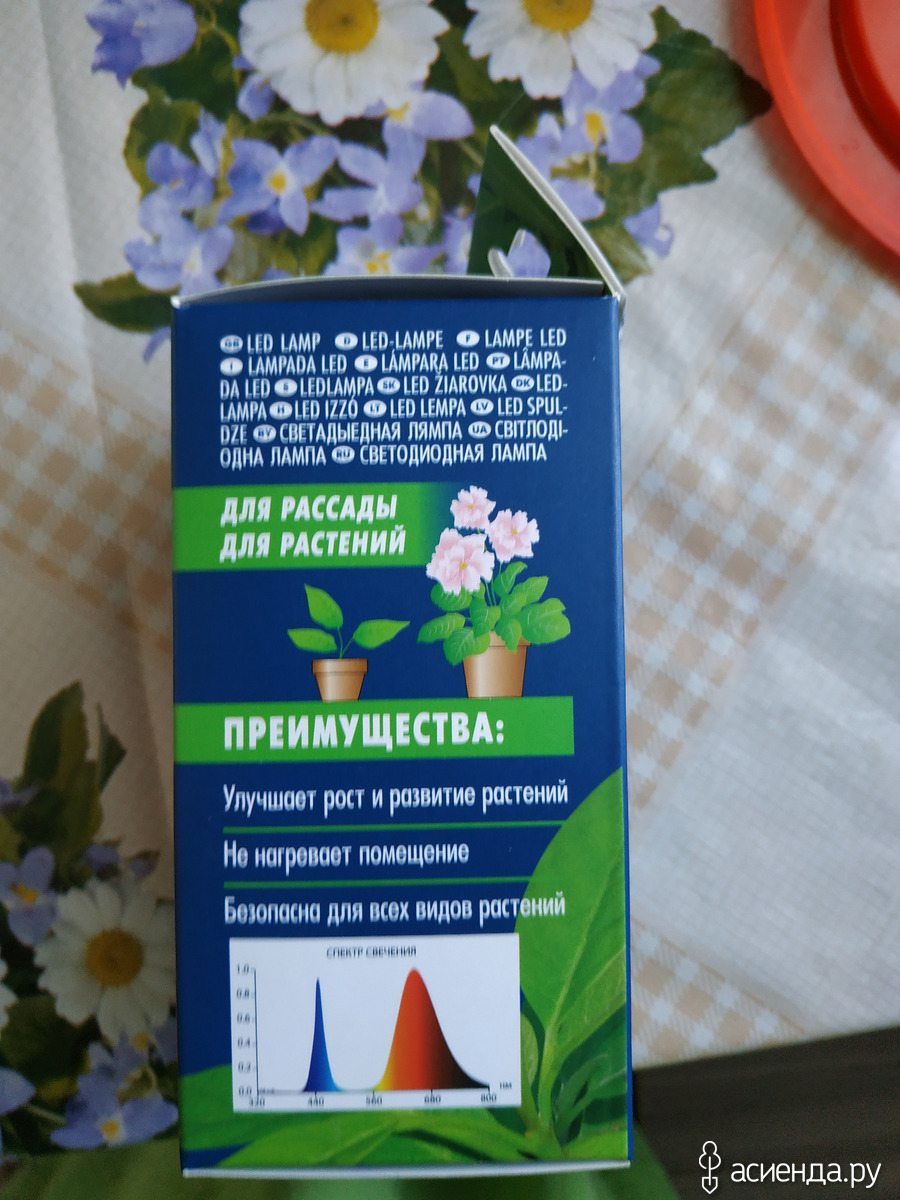 GB LED LAMP D LED-LAMPE F LAMPE LED
I LAMPADA LED E LÁMPARA LED PT LÂMPA-
DA LED S LEDLAMPA SK LED ŽIAROVKA DK LED-
LAMPA H LED IZZÓ LT LED LEMPA LV LED SPUL-
DZE BY СВЕТАДЫЕДНАЯ ЛЯМПА UA СВІТЛОДІ-
ОДНА ЛАМПА RU СВЕТОДИОДНАЯ ЛАМПА
ДЛЯ РАССАДЫ
ДЛЯ РАСТЕНИЙ
ПРЕИМУЩЕСТВА:
Улучшает рост и развитие растений
Не нагревает помещение
Безопасна для всех видов растений
СПЕКТР СВЕЧЕНИЯ
1.0
0.8
0.6
0.4
0.2
0.0
нм
320 440 560 680 800
асиенда.ру